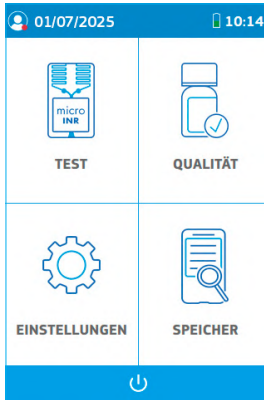 01/07/2025 10:14
micro
INR
TEST QUALITÄT
EINSTELLUNGEN SPEICHER